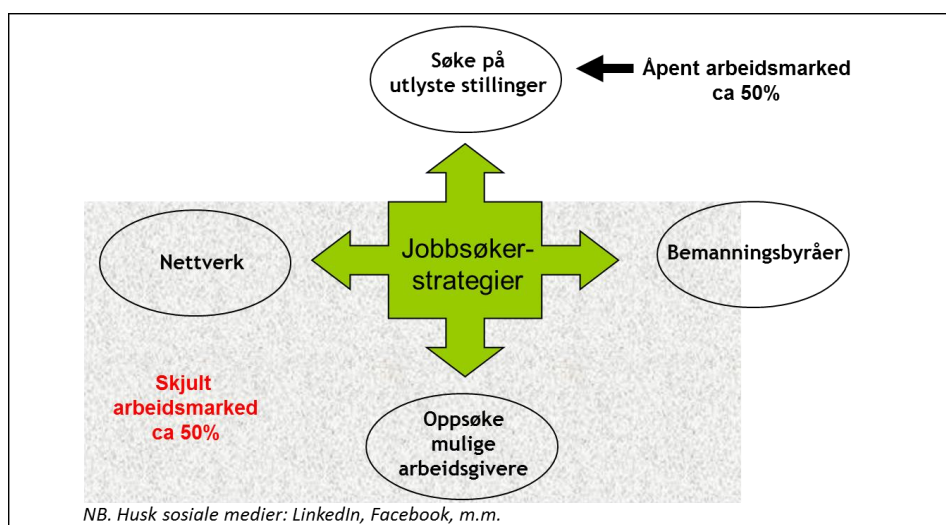 Søke på
utlyste stillinger
Åpent arbeidsmarked
ca 50%
Nettverk
Jobbsøker-
strategier
Bemanningsbyråer
Skjult
arbeidsmarked
ca 50%
Oppsøke
mulige
arbeidsgivere
NB. Husk sosiale medier: LinkedIn, Facebook, m.m.